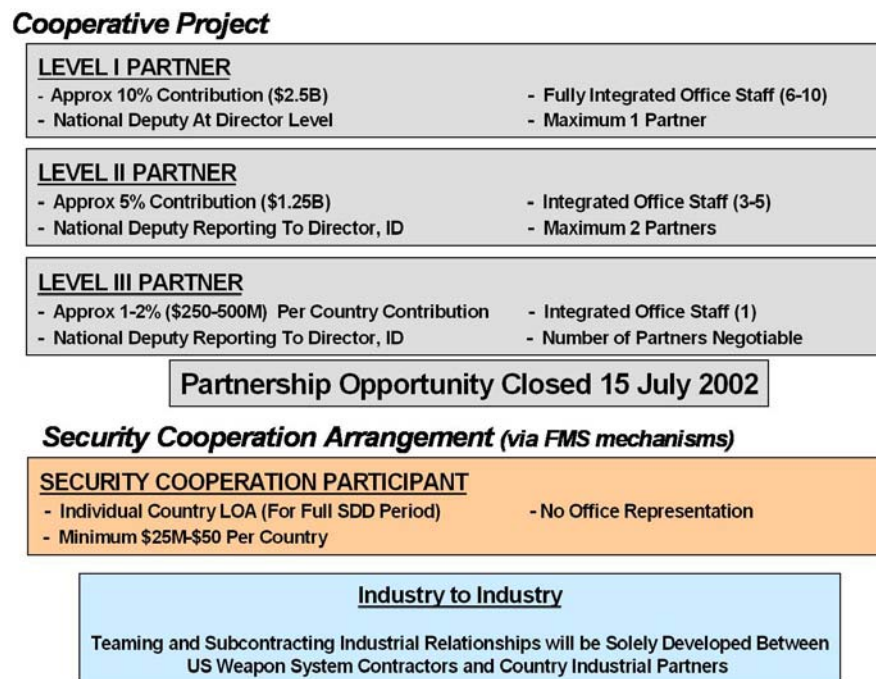 Cooperative Project
LEVEL I PARTNER
- Approx 10% Contribution ($2.5B)
- Fully Integrated Office Staff (6-10)
- National Deputy At Director Level
- Maximum 1 Partner
LEVEL II PARTNER
- Approx 5% Contribution ($1.25B)
- Integrated Office Staff (3-5)
- National Deputy Reporting To Director, ID
- Maximum 2 Partners
LEVEL III PARTNER
- Approx 1-2% ($250-500M) Per Country Contribution
- Integrated Office Staff (1)
- National Deputy Reporting To Director, ID
- Number of Partners Negotiable
Partnership Opportunity Closed 15 July 2002
Security Cooperation Arrangement (via FMS mechanisms)
SECURITY COOPERATION PARTICIPANT
- Individual Country LOA (For Full SDD Period)
- No Office Representation
- Minimum $25M-$50 Per Country
Industry to Industry
Teaming and Subcontracting Industrial Relationships will be Solely Developed Between
US Weapon System Contractors and Country Industrial Partners